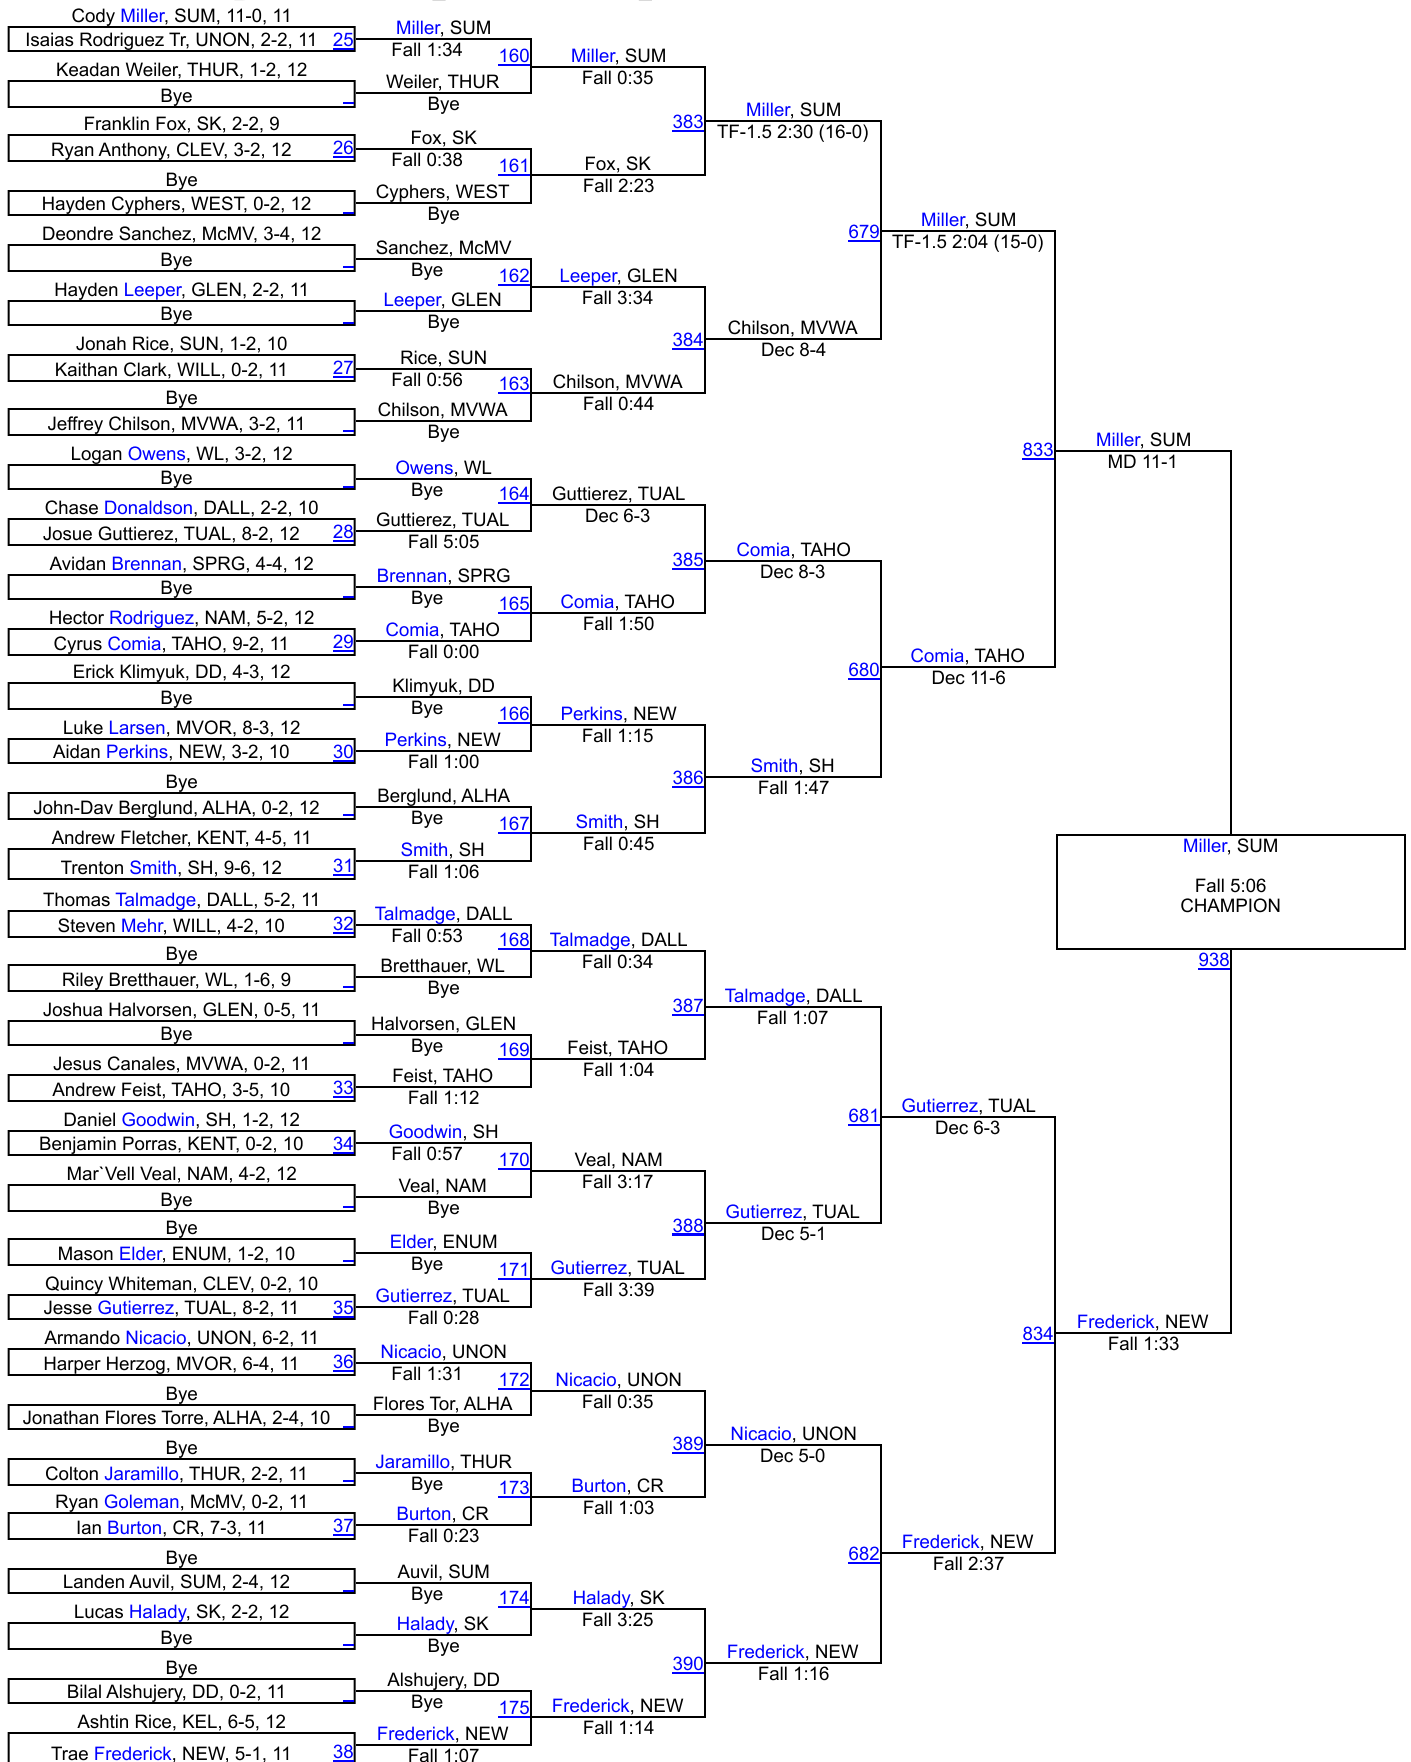 Cody Miller, SUM, 11-0, 11
Isaias Rodriguez Tr, UNON, 2-2, 11 25
Keadan Weiler, THUR, 1-2, 12
Bye
Franklin Fox, SK, 2-2, 9
Ryan Anthony, CLEV, 3-2, 12 26
Bye
Hayden Cyphers, WEST, 0-2, 12
Deondre Sanchez, McMV, 3-4, 12
Bye
Hayden Leeper, GLEN, 2-2, 11
Bye
Jonah Rice, SUN, 1-2, 10
Kaithan Clark, WILL, 0-2, 11 27
Bye
Jeffrey Chilson, MVWA, 3-2, 11
Logan Owens, WL, 3-2, 12
Bye
Chase Donaldson, DALL, 2-2, 10
Josue Guttierez, TUAL, 8-2, 12 28
Avidan Brennan, SPRG, 4-4, 12
Bye
Hector Rodriguez, NAM, 5-2, 12
Cyrus Comia, TAHO, 9-2, 11 29
Erick Klimyuk, DD, 4-3, 12
Bye
Luke Larsen, MVOR, 8-3, 12
Aidan Perkins, NEW, 3-2, 10 30
Bye
John-Dav Berglund, ALHA, 0-2, 12
Andrew Fletcher, KENT, 4-5, 11
Trenton Smith, SH, 9-6, 12 31
Thomas Talmadge, DALL, 5-2, 11
Steven Mehr, WILL, 4-2, 10 32
Bye
Riley Bretthauer, WL, 1-6, 9
Joshua Halvorsen, GLEN, 0-5, 11
Bye
Jesus Canales, MVWA, 0-2, 11
Andrew Feist, TAHO, 3-5, 10 33
Daniel Goodwin, SH, 1-2, 12
Benjamin Porras, KENT, 0-2, 10 34
Mar`Vell Veal, NAM, 4-2, 12
Bye
Bye
Mason Elder, ENUM, 1-2, 10
Quincy Whiteman, CLEV, 0-2, 10
Jesse Gutierrez, TUAL, 8-2, 11 35
Armando Nicacio, UNON, 6-2, 11
Harper Herzog, MVOR, 6-4, 11 36
Bye
Jonathan Flores Torre, ALHA, 2-4, 10
Bye
Colton Jaramillo, THUR, 2-2, 11
Ryan Goleman, McMV, 0-2, 11
Ian Burton, CR, 7-3, 11 37
Bye
Landen Auvil, SUM, 2-4, 12
Lucas Halady, SK, 2-2, 12
Bye
Bye
Bilal Alshujery, DD, 0-2, 11
Ashtin Rice, KEL, 6-5, 12
Trae Frederick, NEW, 5-1, 11 38
Miller, SUM
Fall 1:34
160
Weiler, THUR
Bye
Fox, SK
Fall 0:38
161
Cyphers, WEST
Bye
Sanchez, McMV
Bye
162
Leeper, GLEN
Bye
Rice, SUN
Fall 0:56
163
Chilson, MVWA
Bye
Owens, WL
Bye
164
Guttierez, TUAL
Fall 5:05
Brennan, SPRG
Bye
165
Comia, TAHO
Fall 0:00
Klimyuk, DD
Bye
166
Perkins, NEW
Fall 1:00
Berglund, ALHA
Bye
167
Smith, SH
Fall 1:06
Talmadge, DALL
Fall 0:53
168
Bretthauer, WL
Bye
Halvorsen, GLEN
Bye
169
Feist, TAHO
Fall 1:12
Goodwin, SH
Fall 0:57
170
Veal, NAM
Bye
Elder, ENUM
Bye
171
Gutierrez, TUAL
Fall 0:28
Nicacio, UNON
Fall 1:31
172
Flores Tor, ALHA
Bye
Jaramillo, THUR
Bye
173
Burton, CR
Fall 0:23
Auvil, SUM
Bye
174
Halady, SK
Bye
Alshujery, DD
Bye
175
Frederick, NEW
Fall 1:07
Miller, SUM
Fall 0:35
383
Fox, SK
Fall 2:23
Leeper, GLEN
Fall 3:34
384
Chilson, MVWA
Fall 0:44
Guttierez, TUAL
Dec 6-3
385
Comia, TAHO
Fall 1:50
Perkins, NEW
Fall 1:15
386
Smith, SH
Fall 0:45
Talmadge, DALL
Fall 0:34
387
Feist, TAHO
Fall 1:04
Veal, NAM
Fall 3:17
388
Gutierrez, TUAL
Fall 3:39
Nicacio, UNON
Fall 0:35
389
Burton, CR
Fall 1:03
Halady, SK
Fall 3:25
390
Frederick, NEW
Fall 1:14
Miller, SUM
TF-1.5 2:30 (16-0)
679
Chilson, MVWA
Dec 8-4
Comia, TAHO
Dec 8-3
680
Smith, SH
Fall 1:47
Talmadge, DALL
Fall 1:07
681
Gutierrez, TUAL
Dec 5-1
Nicacio, UNON
Dec 5-0
682
Frederick, NEW
Fall 1:16
Miller, SUM
TF-1.5 2:04 (15-0)
833
Comia, TAHO
Dec 11-6
Gutierrez, TUAL
Dec 6-3
834
Frederick, NEW
Fall 2:37
Miller, SUM
MD 11-1
Frederick, NEW
Fall 1:33
Miller, SUM
Fall 5:06
CHAMPION
938